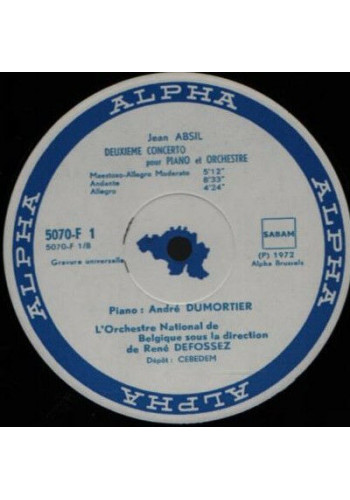 ALPHA
Jean ABSIL
DEUXIEME CONCERTO
pour PIANO et ORCHESTRE
Maestoso-Allegro Moderato 5'12"
Andante 8'33"
Allegro 4'24"
5070-F 1
5070-F 1/B
Gravure universelle
SABAM
(P) 1972
Alpha Brussels
ALPHA
ALPHA
Piano : André DUMORTIER
L'Orchestre National de
Belgique sous la direction
de René DEFOSSEZ
Dépôt : CEBEDEM
ALPHA